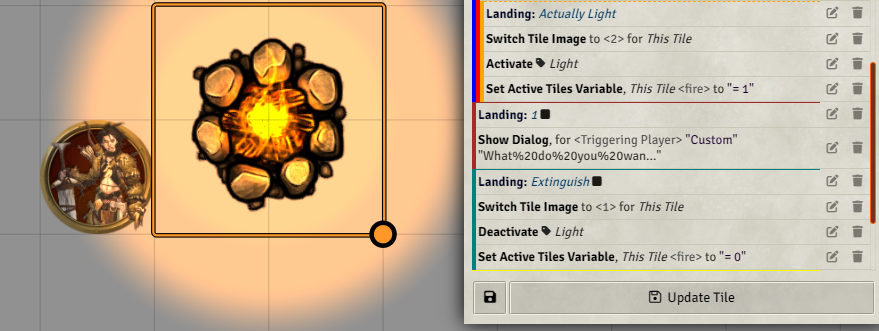 Landing: Actually Light
Switch Tile Image to <2> for This Tile
Activate Light
Set Active Tiles Variable, This Tile <fire> to "= 1"
Landing: 1
Show Dialog, for <Triggering Player> "Custom"
"What%20do%20you%20wan..."
Landing: Extinguish
Switch Tile Image to <1> for This Tile
Deactivate Light
Set Active Tiles Variable, This Tile <fire> to "= 0"
Update Tile